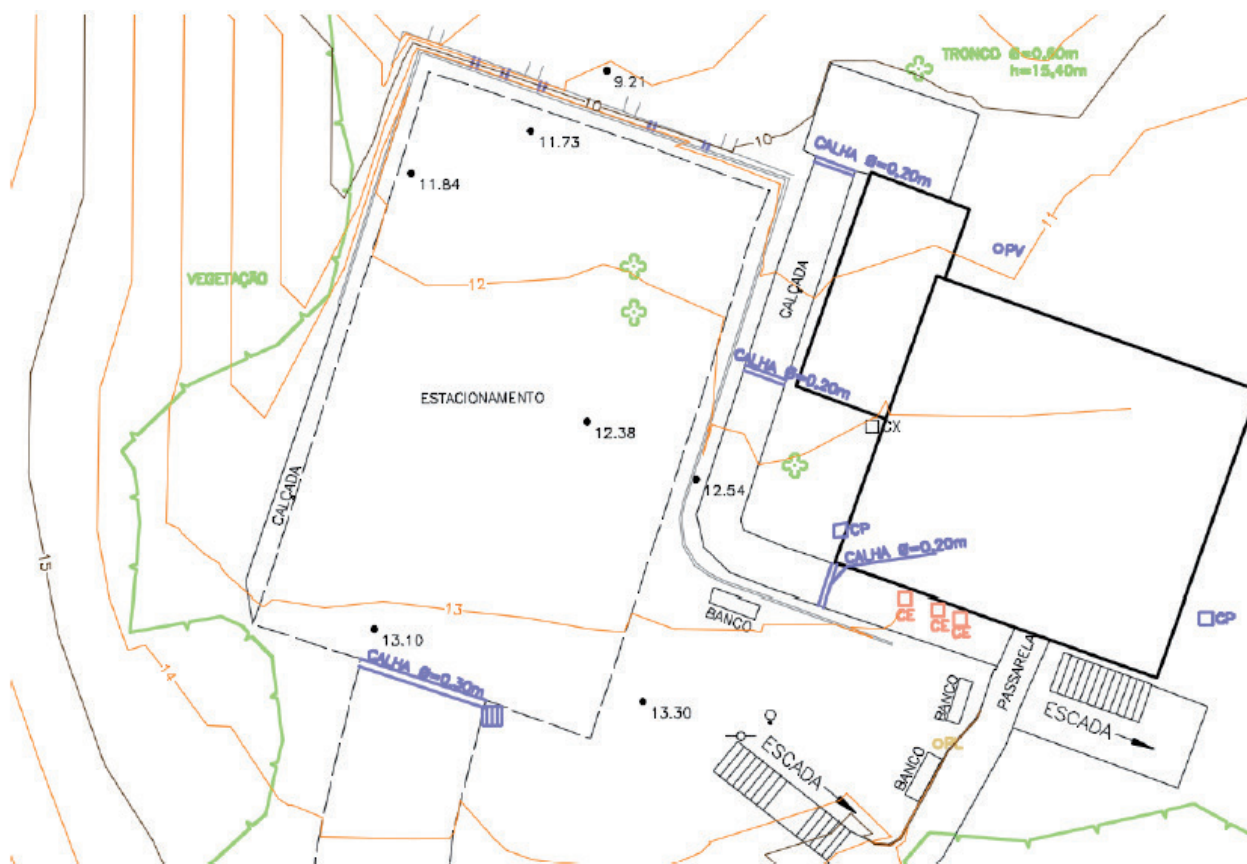 TRONCO Ø=0,60m
h=15,40m
9.21
10
10
11.73
CALHA Ø=0,20m
11.84
11
PV
VEGETAÇÃO
12
CALÇADA
CALHA Ø=0,20m
ESTACIONAMENTO
12.38
CX
CALÇADA
12.54
CP
CALHA Ø=0,20m
15
13
BANCO
CE
CE
CE
CP
13.10
CALHA Ø=0,30m
14
PASSARELA
BANCO
13.30
ESCADA
ESCADA
PL
BANCO